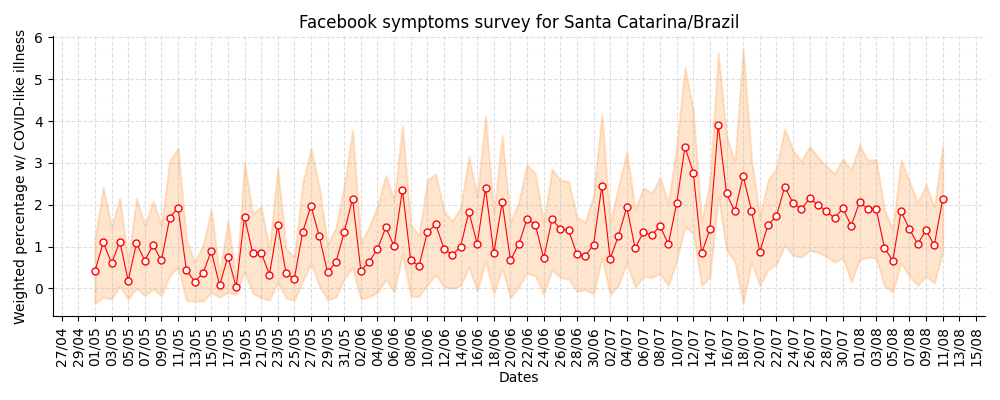 Facebook symptoms survey for Santa Catarina/Brazil
Weighted percentage w/ COVID-like illness
6
5
4
3
2
1
0
27/04 29/04 01/05 03/05 05/05 07/05 09/05 11/05 13/05 15/05 17/05 19/05 21/05 23/05 25/05 27/05 29/05 31/05 02/06 04/06 06/06 08/06 10/06 12/06 14/06 16/06 18/06 20/06 22/06 24/06 26/06 28/06 30/06 02/07 04/07 06/07 08/07 10/07 12/07 14/07 16/07 18/07 20/07 22/07 24/07 26/07 28/07 30/07 01/08 03/08 05/08 07/08 09/08 11/08 13/08 15/08
Dates